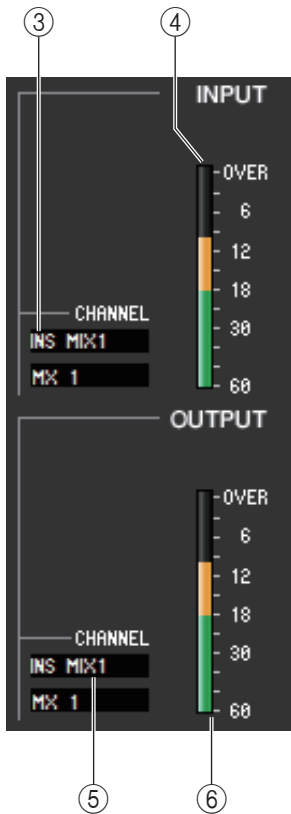 ③ ④
INPUT
OVER
6
12
18
30
60
CHANNEL
INS MIX1
MX 1
OUTPUT
OVER
6
12
18
30
60
CHANNEL
INS MIX1
MX 1
⑤ ⑥